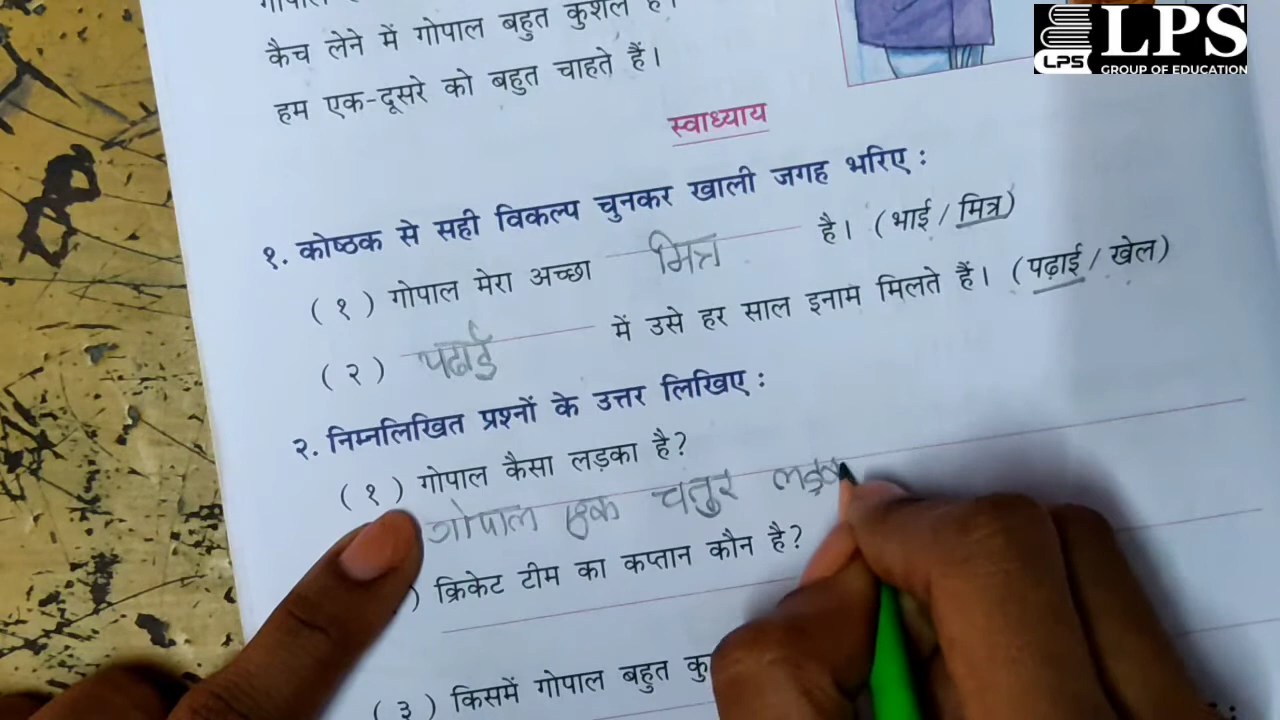 LPS
LPS
GROUP OF EDUCATION
गोपाल
कैच लेने में गोपाल बहुत कुशल है।
हम एक-दूसरे को बहुत चाहते हैं।
स्वाध्याय
१. कोष्ठक से सही विकल्प चुनकर खाली जगह भरिए :
(१) गोपाल मेरा अच्छा मित्र है। (भाई / मित्र)
(२) पढाई में उसे हर साल इनाम मिलते हैं। (पढ़ाई / खेल)
२. निम्नलिखित प्रश्नों के उत्तर लिखिए :
(१) गोपाल कैसा लड़का है?
गोपाल एक चतुर लड़क
) क्रिकेट टीम का कप्तान कौन है?
(३) किसमें गोपाल बहुत कु